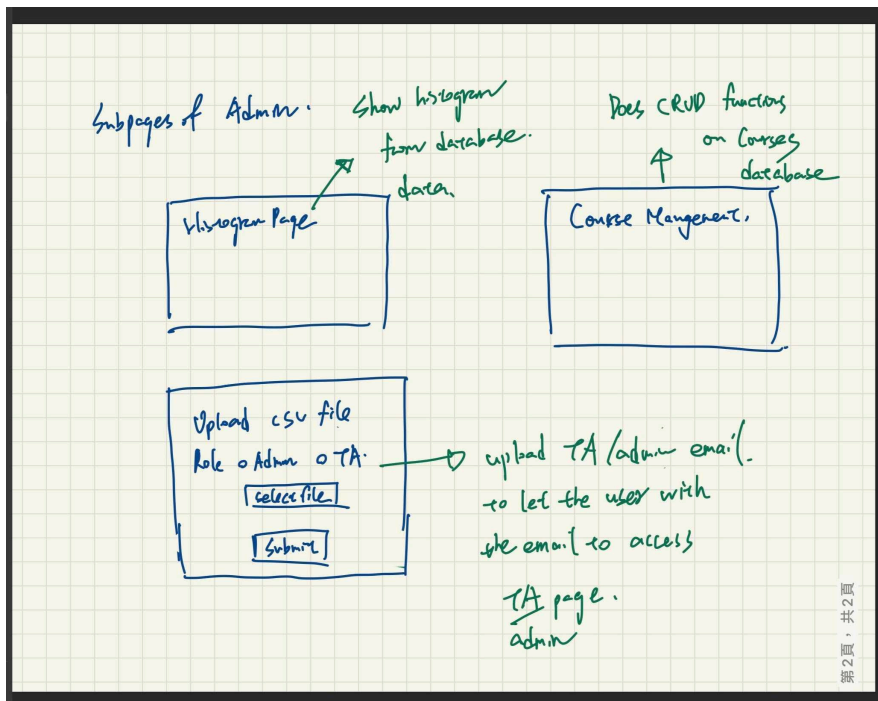 Subpages of Admin.
Show histogram
from database
data.
Does CRUD functions
on Courses
database
Histogram Page
Course Mangement.
Upload csv file
Role o Admin o TA.
select file
Submit
upload TA/admin email.
to let the user with
the email to access
TA page.
admin
第2頁，共2頁